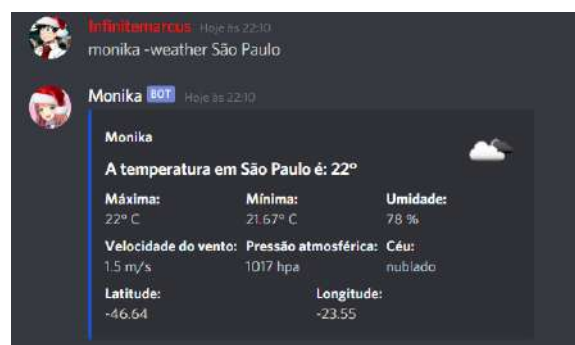 Infinitemarcus Hoje às 22:10
monika -weather São Paulo
Monika BOT Hoje às 22:10
Monika
A temperatura em São Paulo é: 22º
Máxima: Mínima: Umidade:
22º C 21.67º C 78 %
Velocidade do vento: Pressão atmosférica: Céu:
1.5 m/s 1017 hpa nublado
Latitude: Longitude:
-46.64 -23.55